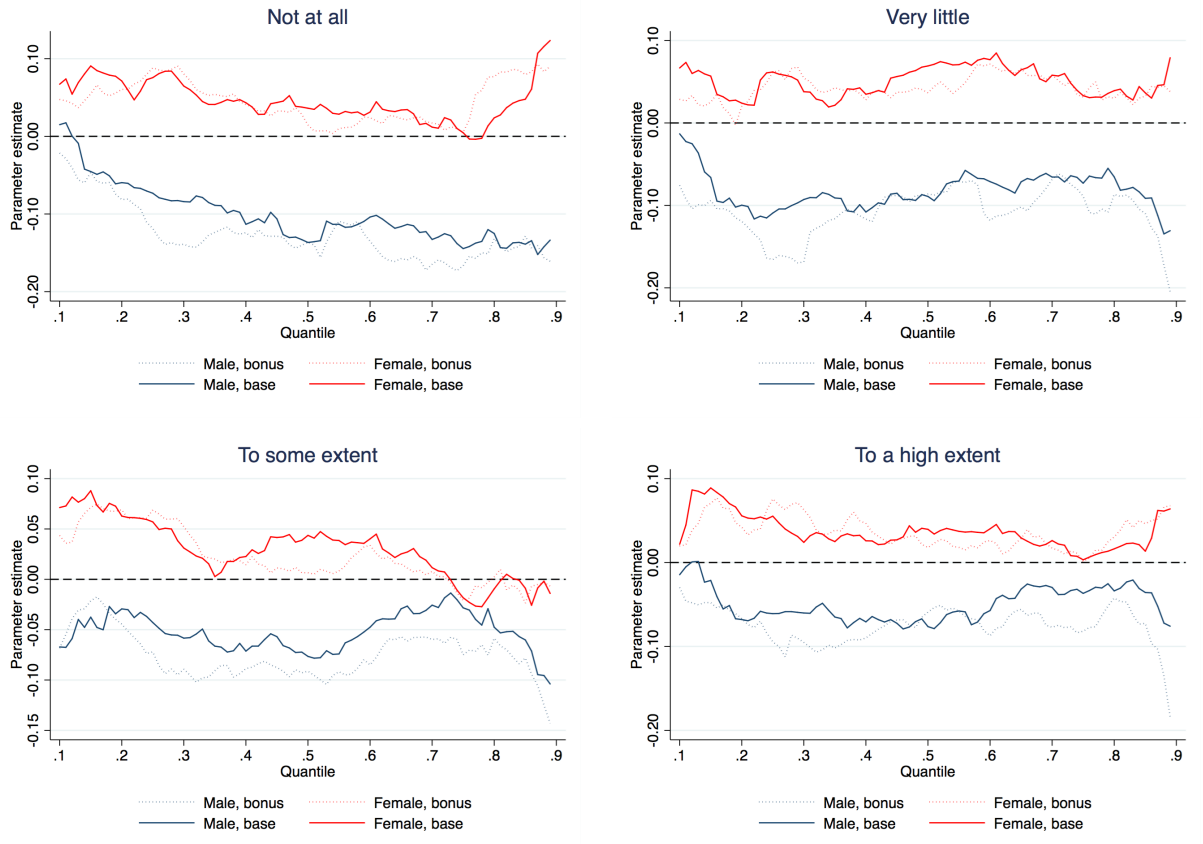 Not at all
Parameter estimate
0.10
0.00
-0.10
-0.20
.1 .2 .3 .4 .5 .6 .7 .8 .9
Quantile
Male, bonus Female, bonus
Male, base Female, base
Very little
Parameter estimate
0.10
0.00
-0.10
-0.20
.1 .2 .3 .4 .5 .6 .7 .8 .9
Quantile
Male, bonus Female, bonus
Male, base Female, base
To some extent
Parameter estimate
0.10
0.05
0.00
-0.05
-0.10
-0.15
.1 .2 .3 .4 .5 .6 .7 .8 .9
Quantile
Male, bonus Female, bonus
Male, base Female, base
To a high extent
Parameter estimate
0.10
0.00
-0.10
-0.20
.1 .2 .3 .4 .5 .6 .7 .8 .9
Quantile
Male, bonus Female, bonus
Male, base Female, base